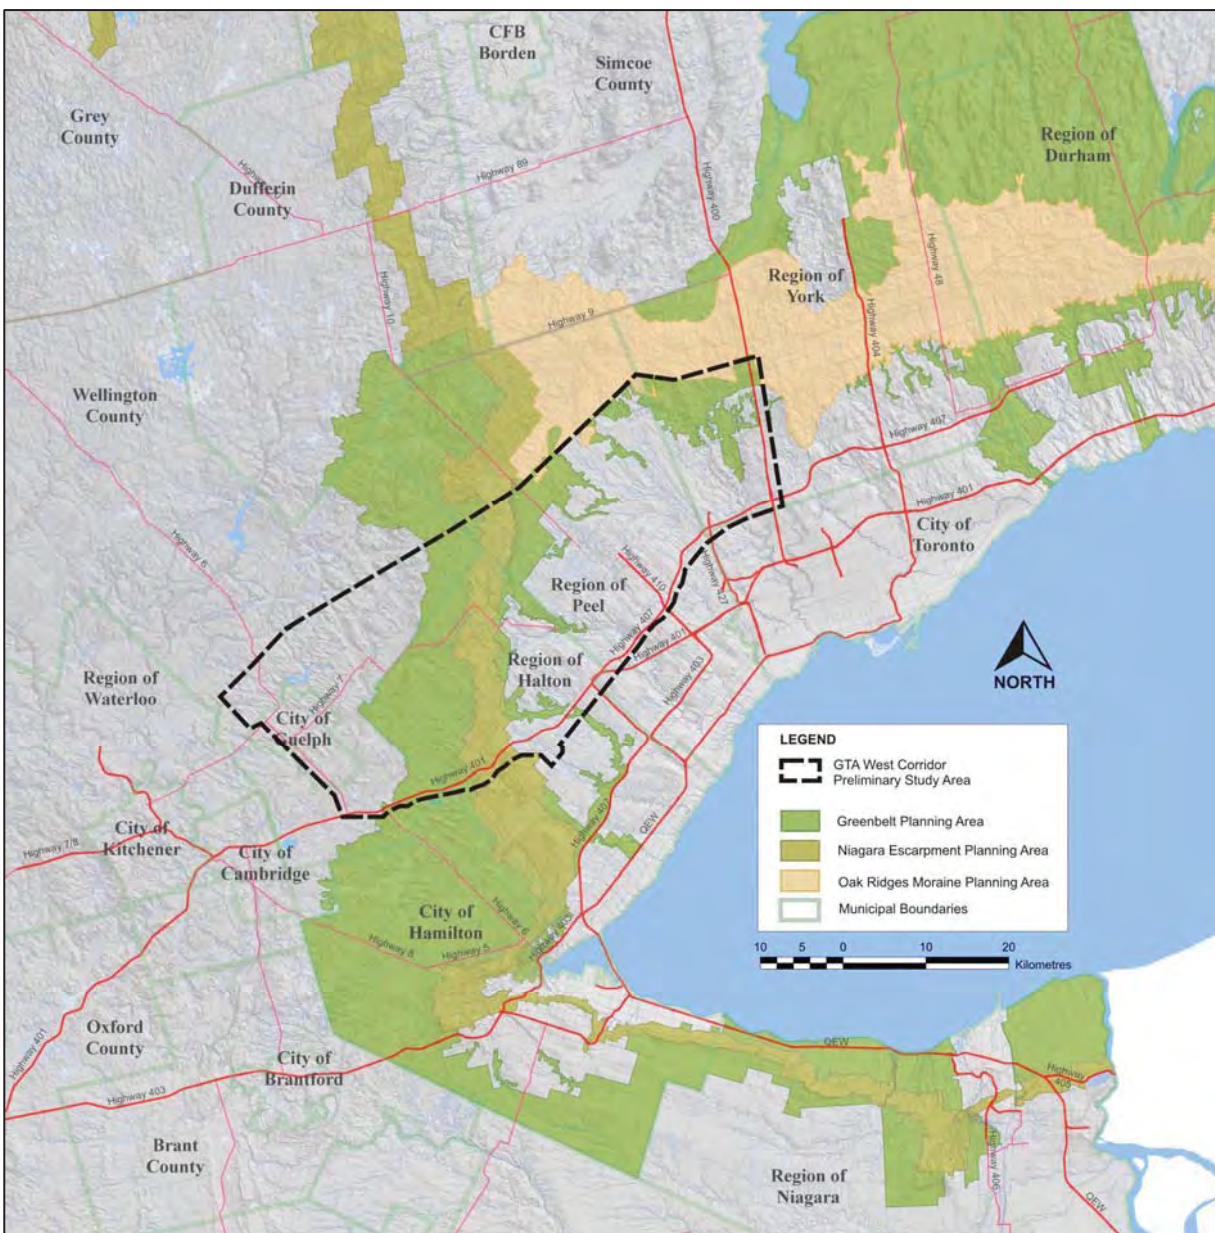 CFB
Borden
Simcoe
County
Grey
County
Region of
Durham
Highway 89
Highway
Dufferin
County
Highway 400
Highway 48
Region of
York
Highway 10
Highway 9
Highway 404
Wellington
County
Highway 407
Highway 401
City of
Toronto
Highway 6
Highway 410
Highway 427
Region of
Peel
Highway 407
Highway 401
Region of
Halton
Highway 403
NORTH
Region of
Waterloo
Highway 7
City of
Guelph
LEGEND
GTA West Corridor
Preliminary Study Area
Greenbelt Planning Area
Niagara Escarpment Planning Area
Oak Ridges Moraine Planning Area
Municipal Boundaries
10 5 0 10 20
Kilometres
Highway 401
Highway 407
QEW
City of
Kitchener
Highway 7/8
City of
Cambridge
City of
Hamilton
Highway 6
Highway 8
Highway 5
Highway 403
Oxford
County
Highway 401
City of
Brantford
Highway 403
QEW
Highway
405
Brant
County
Highway 406
Region of
Niagara
QEW